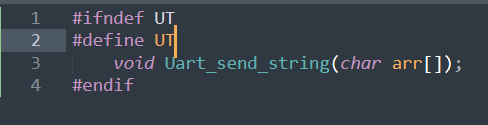 1 #ifndef UT
2 #define UT
3 void Uart_send_string(char arr[]);
4 #endif